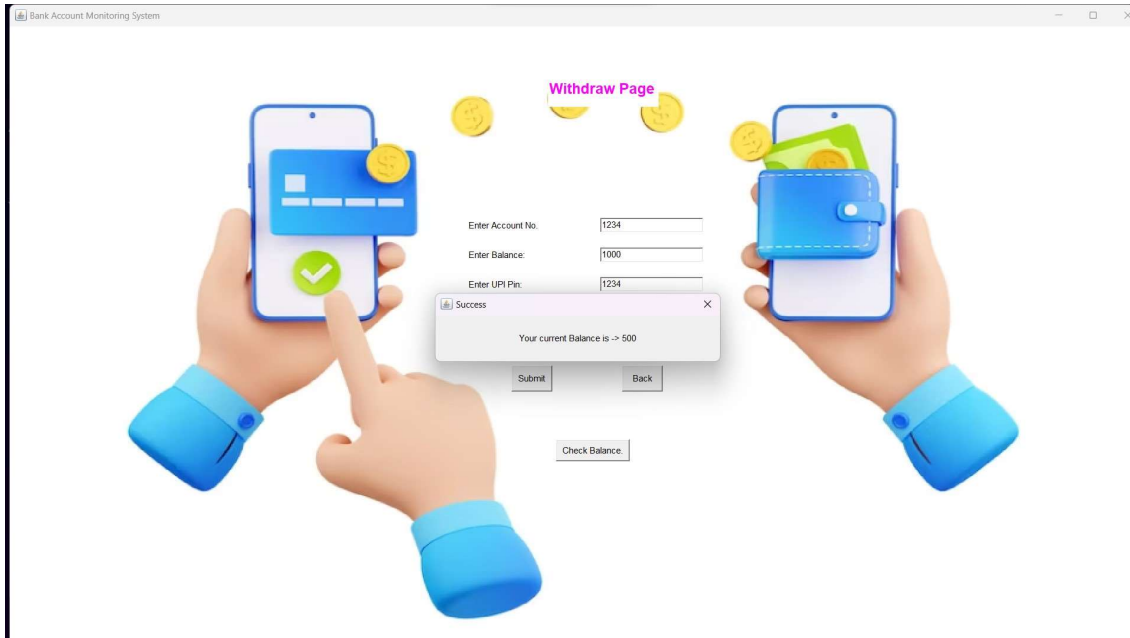 Bank Account Monitoring System
Withdraw Page
Enter Account No.
1234
Enter Balance:
1000
Enter UPI Pin:
1234
Success
Your current Balance is -> 500
Submit
Back
Check Balance.